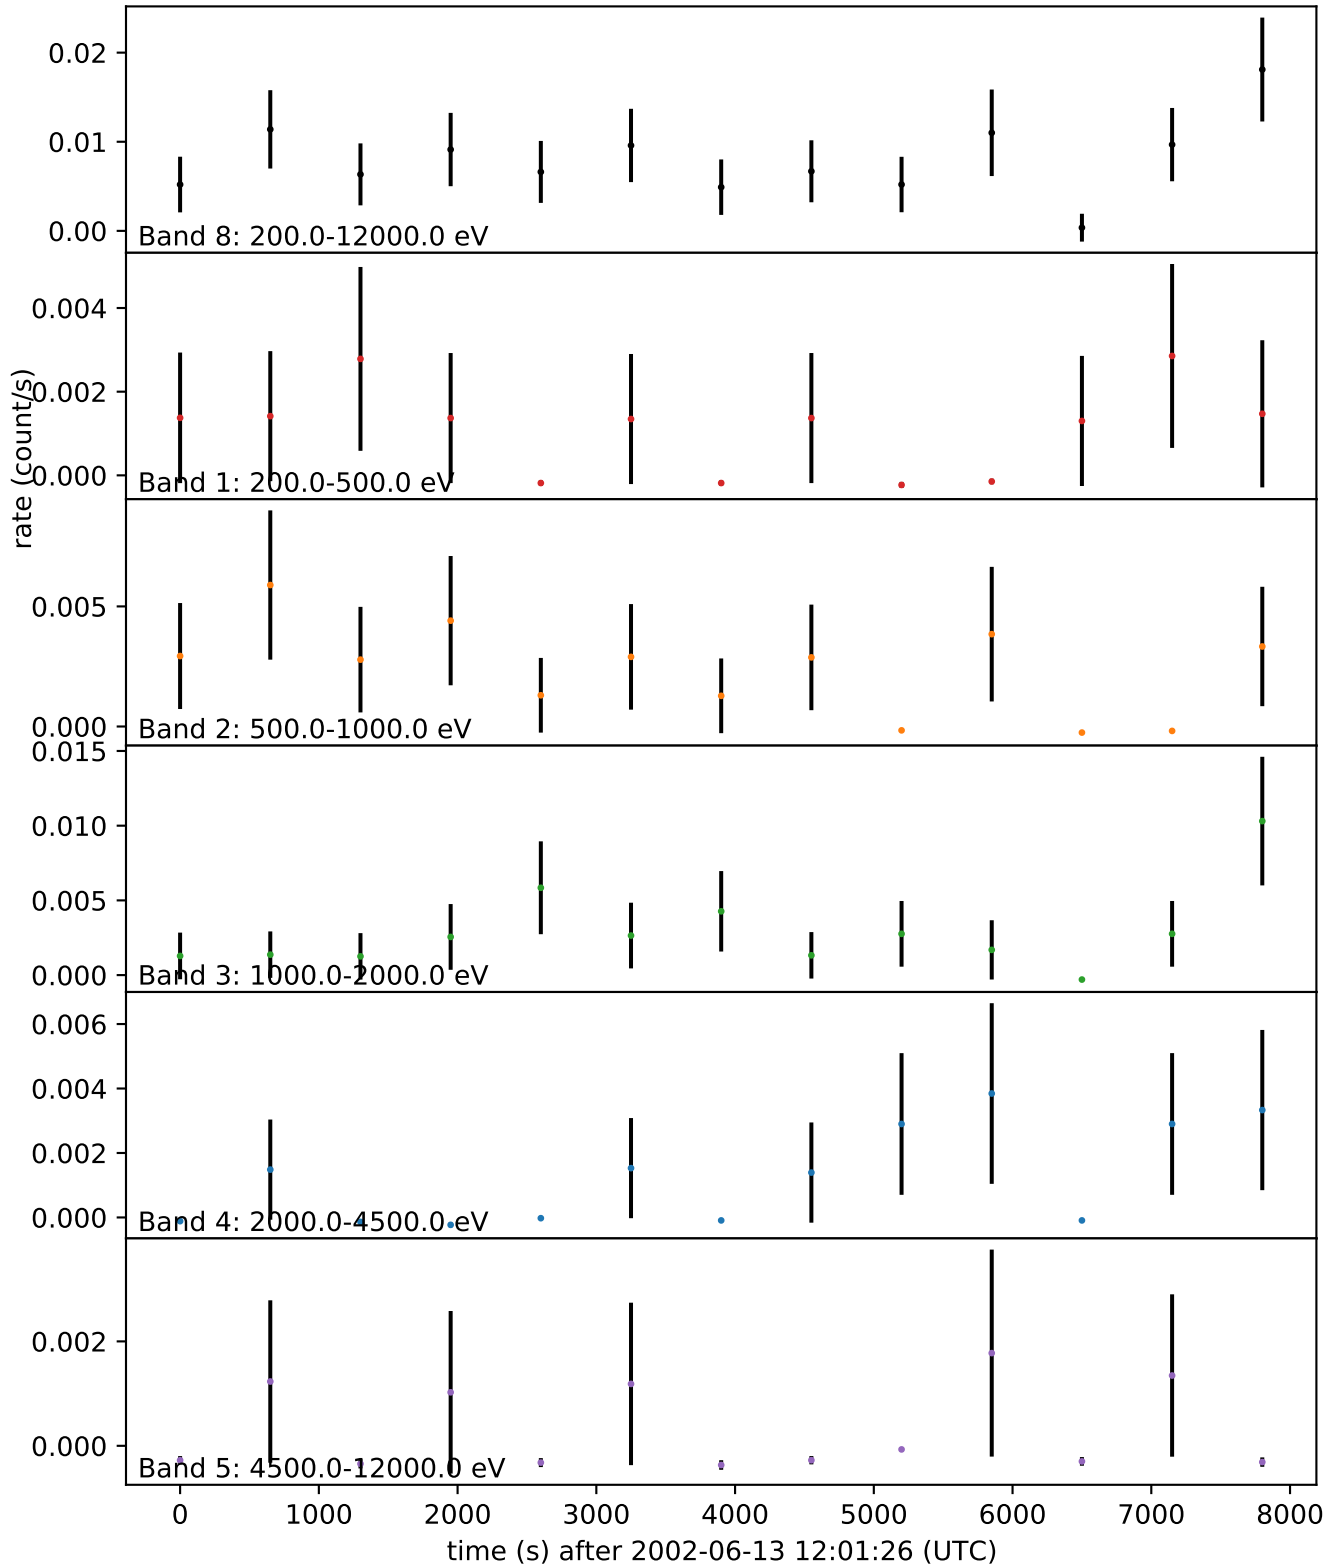 0.02
0.01
0.00
Band 8: 200.0-12000.0 eV
0.004
0.002
0.000
Band 1: 200.0-500.0 eV
rate (count/s)
0.005
0.000
Band 2: 500.0-1000.0 eV
0.015
0.010
0.005
0.000
Band 3: 1000.0-2000.0 eV
0.006
0.004
0.002
0.000
Band 4: 2000.0-4500.0 eV
0.002
0.000
Band 5: 4500.0-12000.0 eV
0 1000 2000 3000 4000 5000 6000 7000 8000
time (s) after 2002-06-13 12:01:26 (UTC)